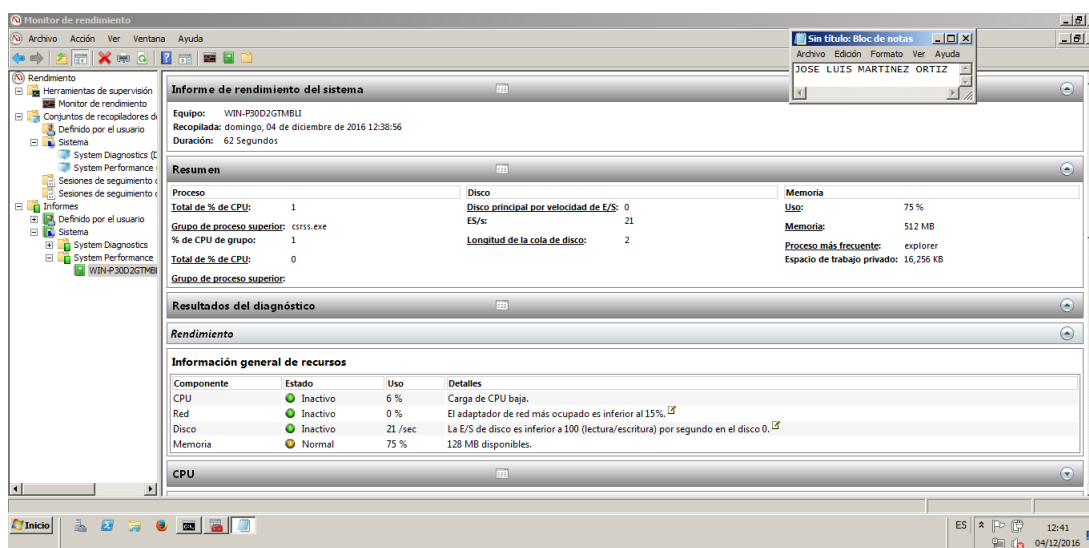 Monitor de rendimiento
Archivo Acción Ver Ventana Ayuda
Sin título: Bloc de notas
Archivo Edición Formato Ver Ayuda
JOSE LUIS MARTINEZ ORTIZ
Rendimiento
Herramientas de supervisión
Monitor de rendimiento
Conjuntos de recopiladores d
Definido por el usuario
Sistema
System Diagnostics (D
System Performance
Sesiones de seguimiento
Sesiones de seguimiento
Informes
Definido por el usuario
Sistema
System Diagnostics
System Performance
WIN-P30D2GTMBI
Informe de rendimiento del sistema
Equipo: WIN-P30D2GTMBLI
Recopilada: domingo, 04 de diciembre de 2016 12:38:56
Duración: 62 Segundos
Resumen
Proceso Disco Memoria
Total de % de CPU: 1 Disco principal por velocidad de E/S: 0 Uso: 75 %
Grupo de proceso superior: csrss.exe ES/s: 21 Memoria: 512 MB
% de CPU de grupo: 1 Longitud de la cola de disco: 2 Proceso más frecuente: explorer
Total de % de CPU: 0 Espacio de trabajo privado: 16,256 KB
Grupo de proceso superior:
Resultados del diagnóstico
Rendimiento
Información general de recursos
Componente Estado Uso Detalles
CPU Inactivo 6 % Carga de CPU baja.
Red Inactivo 0 % El adaptador de red más ocupado es inferior al 15%.
Disco Inactivo 21 /sec La E/S de disco es inferior a 100 (lectura/escritura) por segundo en el disco 0.
Memoria Normal 75 % 128 MB disponibles.
CPU
Inicio
ES
12:41
04/12/2016